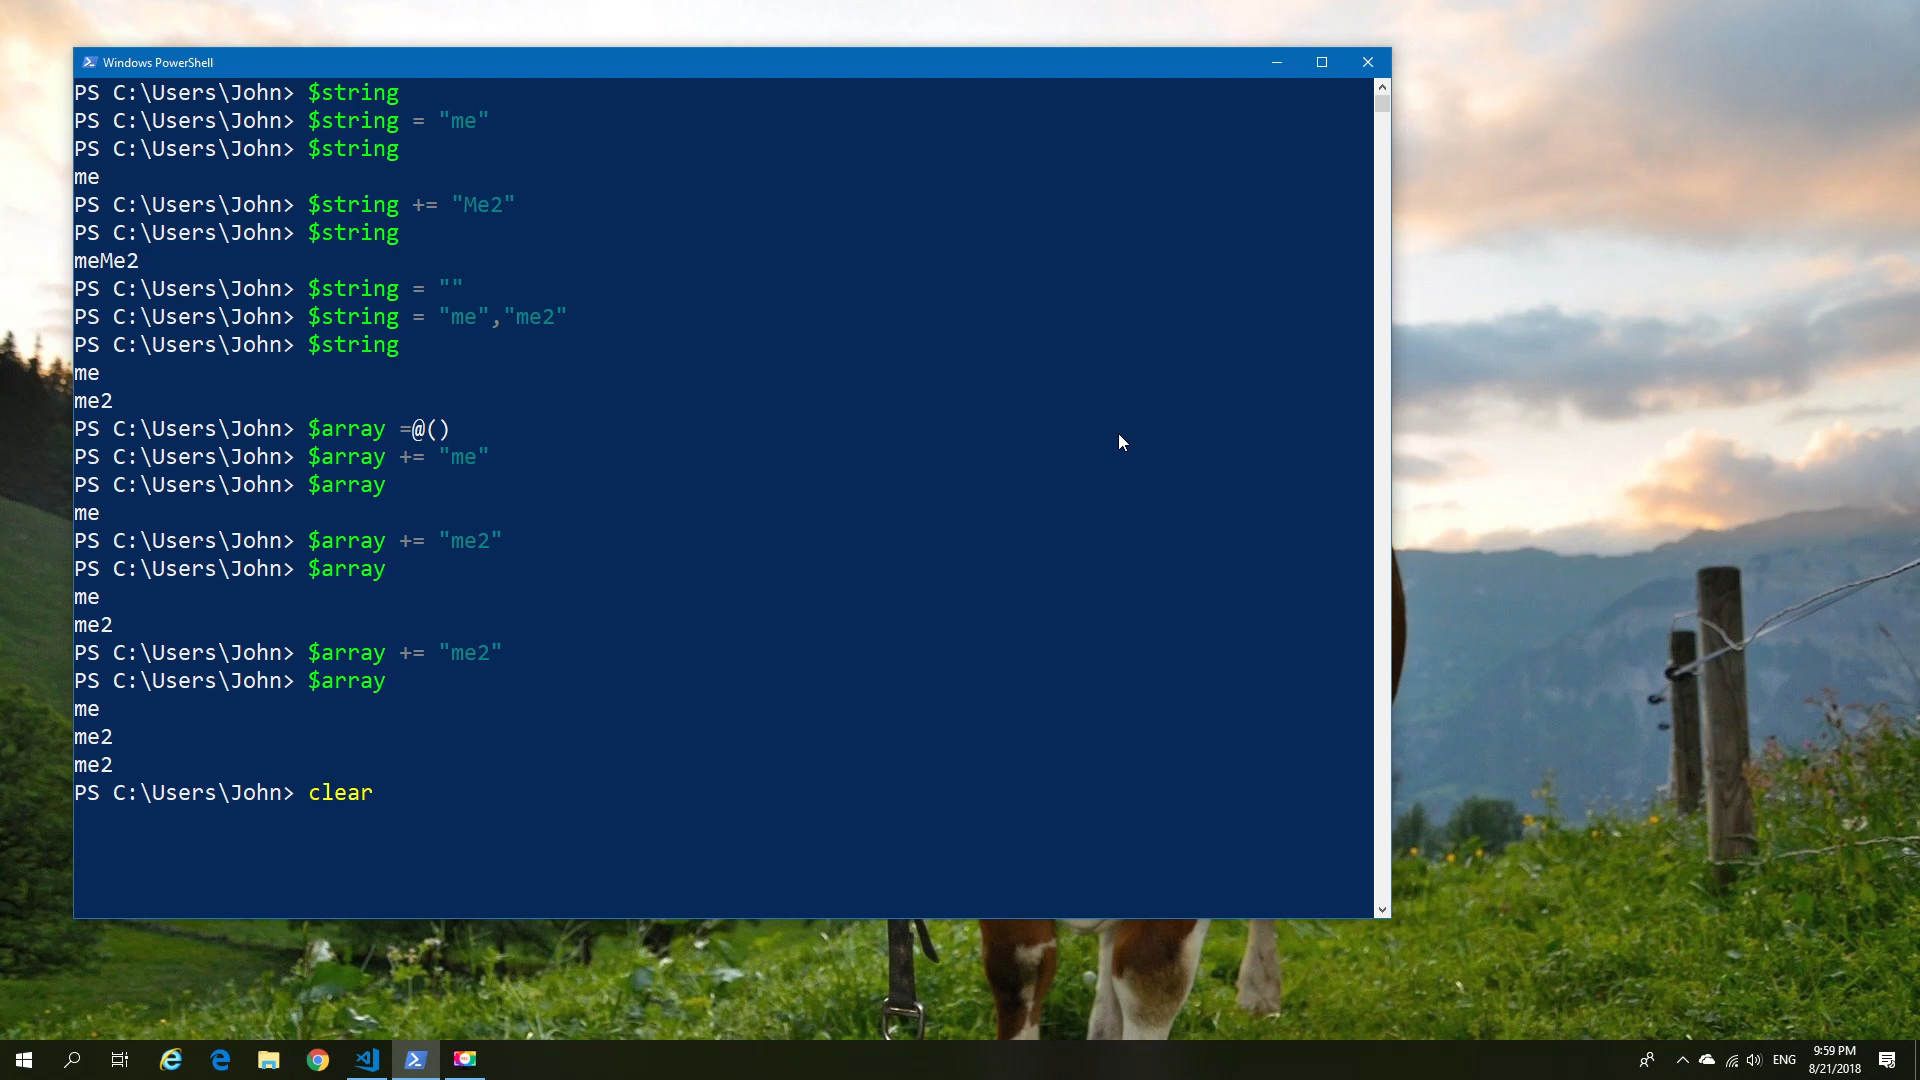 Windows PowerShell
PS C:\Users\John> $string
PS C:\Users\John> $string = "me"
PS C:\Users\John> $string
me
PS C:\Users\John> $string += "Me2"
PS C:\Users\John> $string
meMe2
PS C:\Users\John> $string = ""
PS C:\Users\John> $string = "me","me2"
PS C:\Users\John> $string
me
me2
PS C:\Users\John> $array =@()
PS C:\Users\John> $array += "me"
PS C:\Users\John> $array
me
PS C:\Users\John> $array += "me2"
PS C:\Users\John> $array
me
me2
PS C:\Users\John> $array += "me2"
PS C:\Users\John> $array
me
me2
me2
PS C:\Users\John> clear
ENG
9:59 PM
8/21/2018